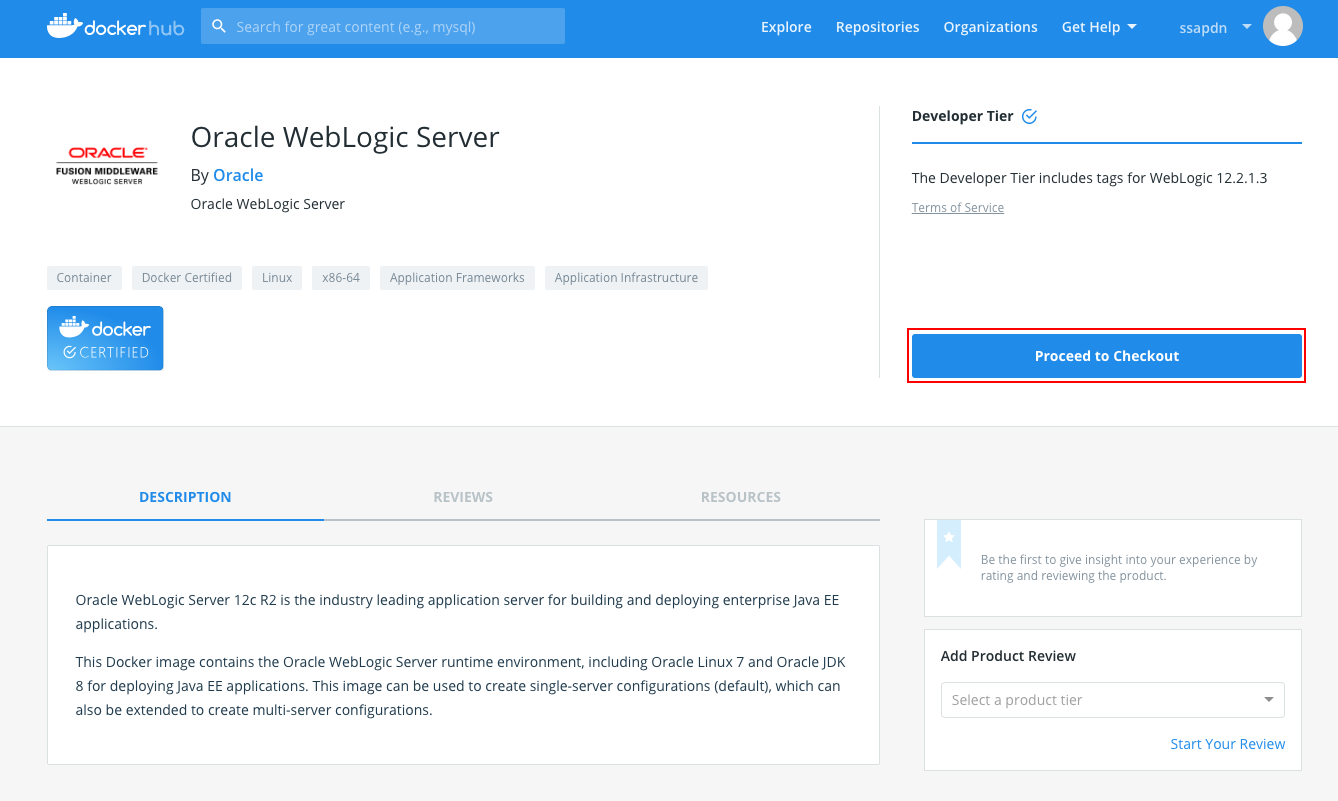 docker hub
Search for great content (e.g., mysql)
Explore
Repositories
Organizations
Get Help
ssapdn
ORACLE
FUSION MIDDLEWARE
WEBLOGIC SERVER
Oracle WebLogic Server
By Oracle
Oracle WebLogic Server
Container
Docker Certified
Linux
x86-64
Application Frameworks
Application Infrastructure
docker
CERTIFIED
Developer Tier
The Developer Tier includes tags for WebLogic 12.2.1.3
Terms of Service
Proceed to Checkout
DESCRIPTION
REVIEWS
RESOURCES
Oracle WebLogic Server 12c R2 is the industry leading application server for building and deploying enterprise Java EE
applications.
This Docker image contains the Oracle WebLogic Server runtime environment, including Oracle Linux 7 and Oracle JDK
8 for deploying Java EE applications. This image can be used to create single-server configurations (default), which can
also be extended to create multi-server configurations.
Be the first to give insight into your experience by
rating and reviewing the product.
Add Product Review
Select a product tier
Start Your Review